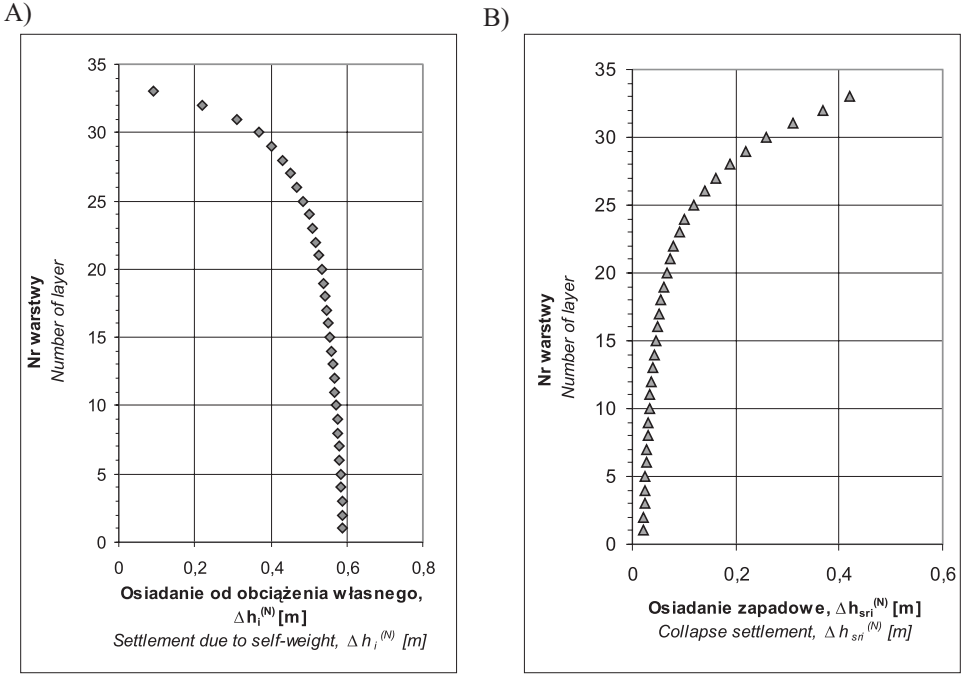 A)
35
30
25
20
15
10
5
0
Nr warstwy
Number of layer
0 0,2 0,4 0,6 0,8
Osiadanie od obciążenia własnego,
Δhi(N) [m]
Settlement due to self-weight, Δ h i (N) [m]
B)
35
30
25
20
15
10
5
0
Nr warstwy
Number of layer
0 0,2 0,4 0,6
Osiadanie zapadowe, Δhsri(N) [m]
Collapse settlement, Δ h sri (N) [m]